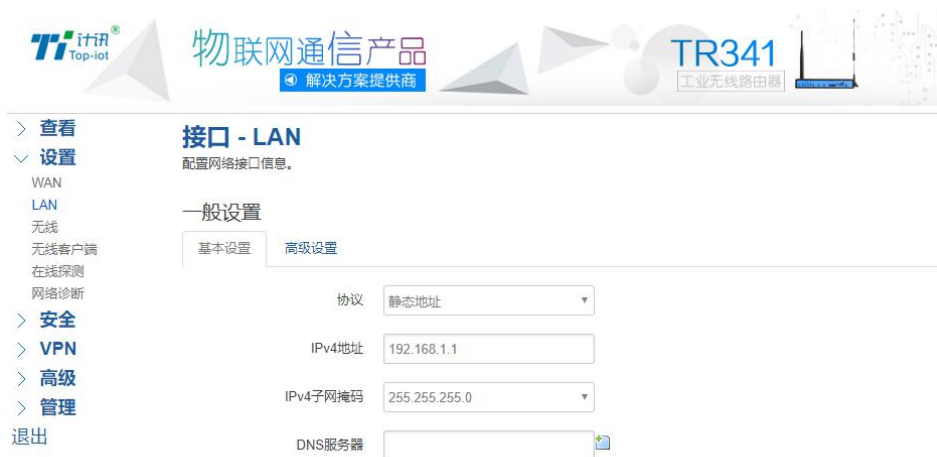 计讯®
Top-iot
物联网通信产品
解决方案提供商
TR341
工业无线路由器
查看
设置
WAN
LAN
无线
无线客户端
在线探测
网络诊断
安全
VPN
高级
管理
退出
接口 - LAN
配置网络接口信息。
一般设置
基本设置 高级设置
协议 静态地址
IPv4地址 192.168.1.1
IPv4子网掩码 255.255.255.0
DNS服务器